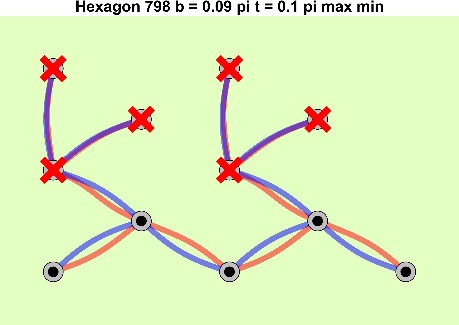 Hexagon 798 b = 0.09 pi t = 0.1 pi max min